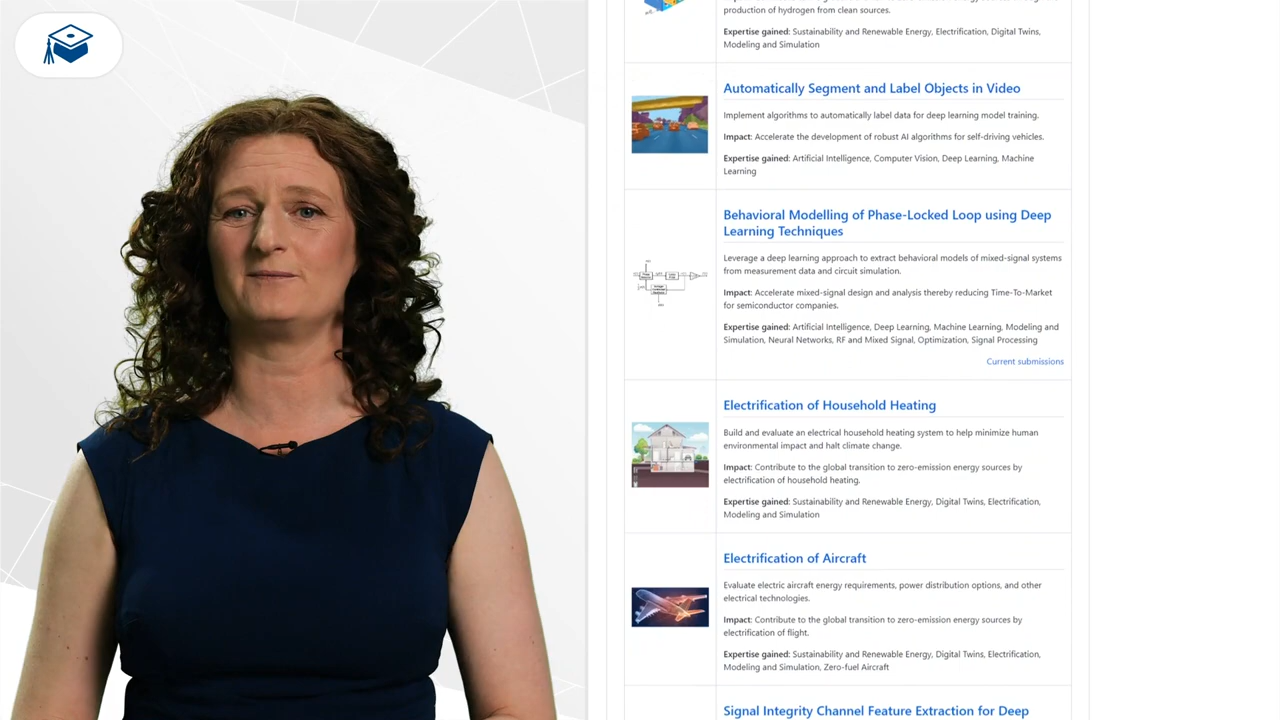 production of hydrogen from clean sources.
Expertise gained: Sustainability and Renewable Energy, Electrification, Digital Twins,
Modeling and Simulation
Automatically Segment and Label Objects in Video
Implement algorithms to automatically label data for deep learning model training.
Impact: Accelerate the development of robust AI algorithms for self-driving vehicles.
Expertise gained: Artificial Intelligence, Computer Vision, Deep Learning, Machine
Learning
Behavioral Modelling of Phase-Locked Loop using Deep
Learning Techniques
Leverage a deep learning approach to extract behavioral models of mixed-signal systems
from measurement data and circuit simulation.
Impact: Accelerate mixed-signal design and analysis thereby reducing Time-To-Market
for semiconductor companies.
Expertise gained: Artificial Intelligence, Deep Learning, Machine Learning, Modeling and
Simulation, Neural Networks, RF and Mixed Signal, Optimization, Signal Processing
Current submissions
Electrification of Household Heating
Build and evaluate an electrical household heating system to help minimize human
environmental impact and halt climate change.
Impact: Contribute to the global transition to zero-emission energy sources by
electrification of household heating.
Expertise gained: Sustainability and Renewable Energy, Digital Twins, Electrification,
Modeling and Simulation
Electrification of Aircraft
Evaluate electric aircraft energy requirements, power distribution options, and other
electrical technologies.
Impact: Contribute to the global transition to zero-emission energy sources by
electrification of flight.
Expertise gained: Sustainability and Renewable Energy, Digital Twins, Electrification,
Modeling and Simulation, Zero-fuel Aircraft
Signal Integrity Channel Feature Extraction for Deep